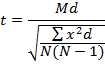 t = Md / √(∑ x²d / N(N − 1))